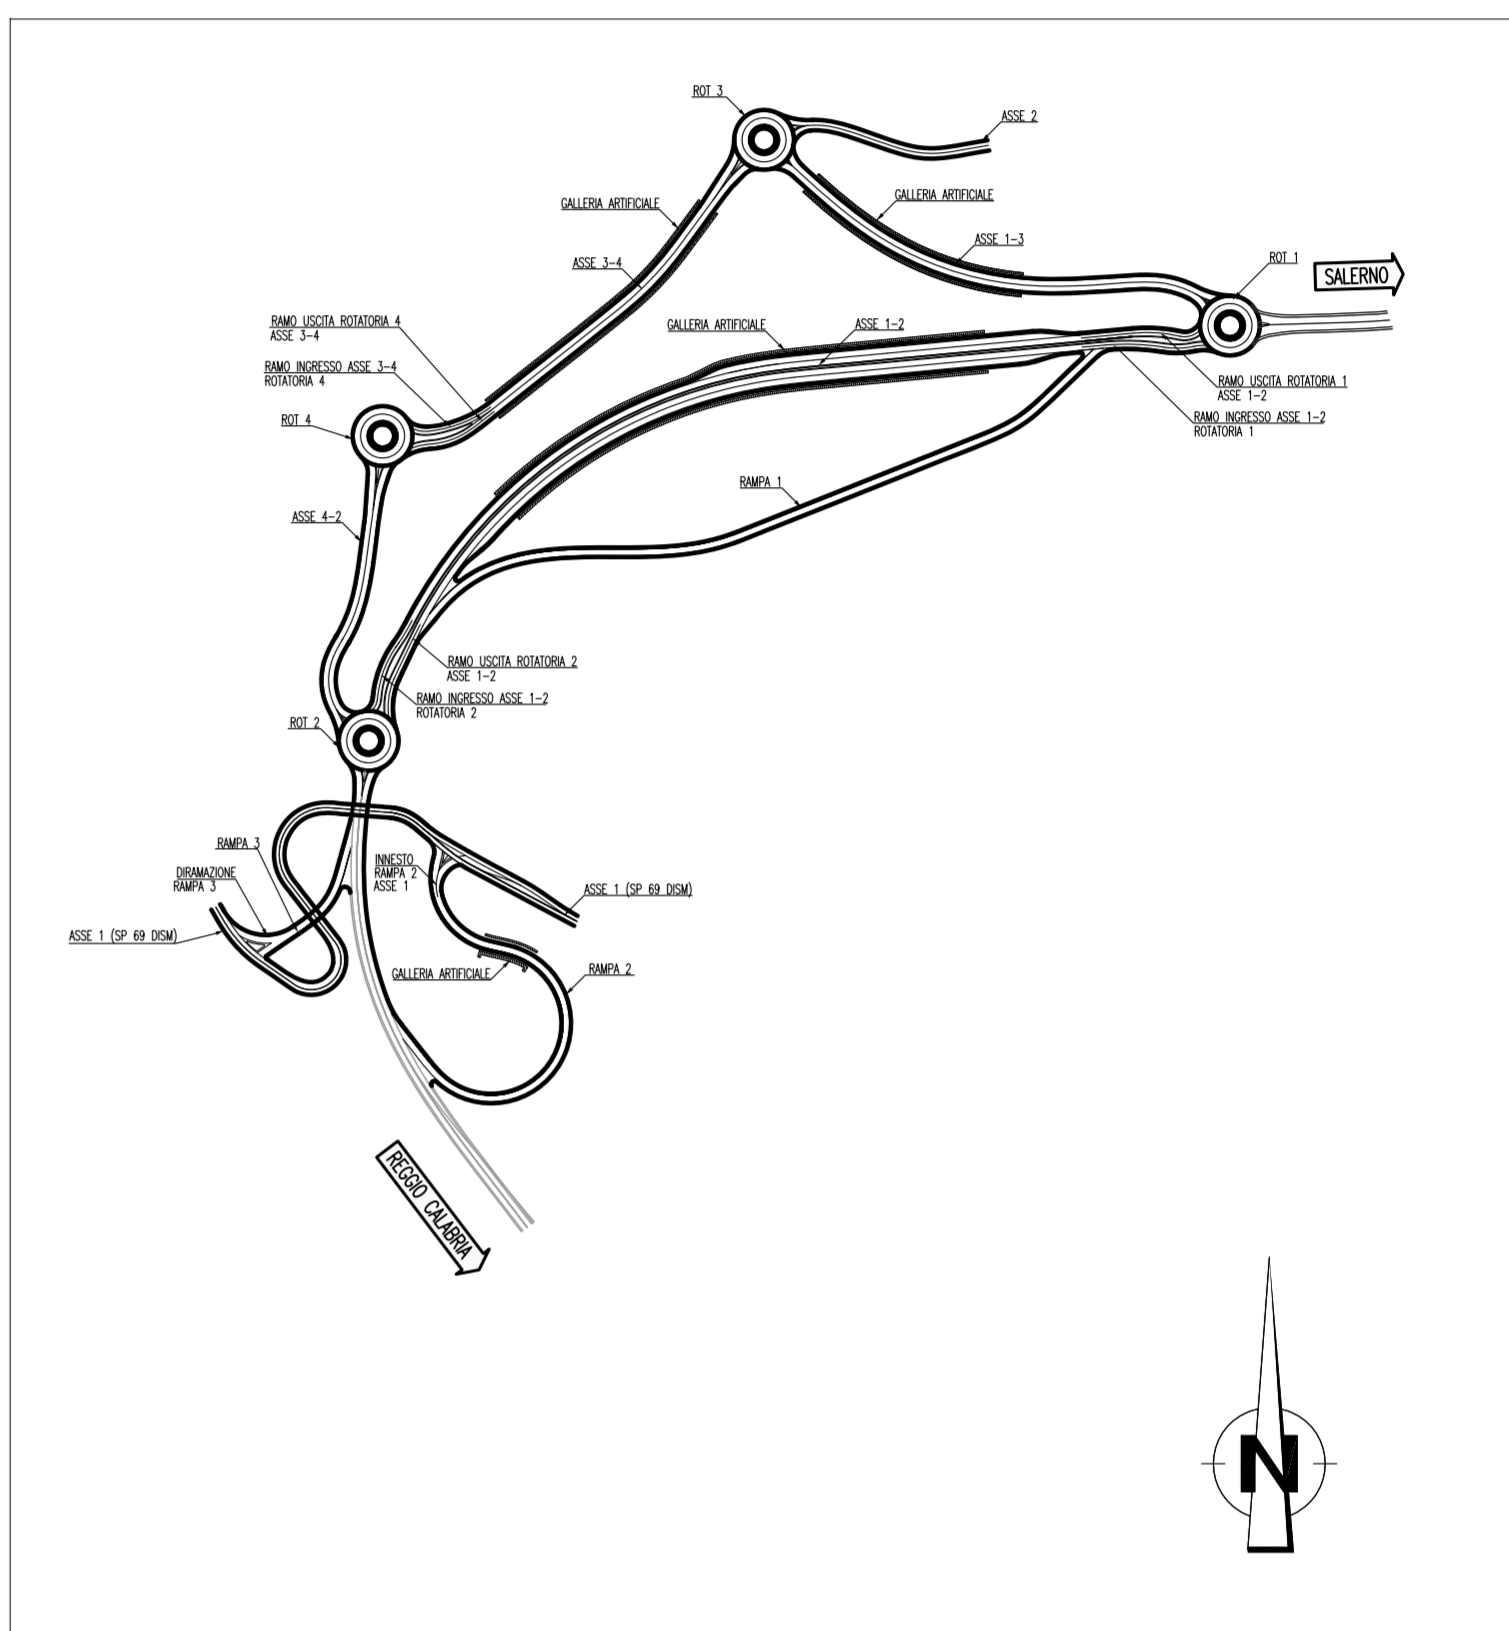 ROT 3
ASSE 2
GALLERIA ARTIFICIALE
GALLERIA ARTIFICIALE
ASSE 1-3
ASSE 3-4
ROT 1
SALERNO
RAMO USCITA ROTATORIA 4
ASSE 3-4
GALLERIA ARTIFICIALE
ASSE 1-2
RAMO INGRESSO ASSE 3-4
ROTATORIA 4
RAMO USCITA ROTATORIA 1
ASSE 1-2
ROT 4
RAMO INGRESSO ASSE 1-2
ROTATORIA 1
RAMPA 1
ASSE 4-2
RAMO USCITA ROTATORIA 2
ASSE 1-2
RAMO INGRESSO ASSE 1-2
ROTATORIA 2
ROT 2
RAMPA 3
DIRAMAZIONE
RAMPA 3
INNESTO
RAMPA 2
ASSE 1
ASSE 1 (SP 69 DISM)
ASSE 1 (SP 69 DISM)
GALLERIA ARTIFICIALE
RAMPA 2
REGGIO CALABRIA
N